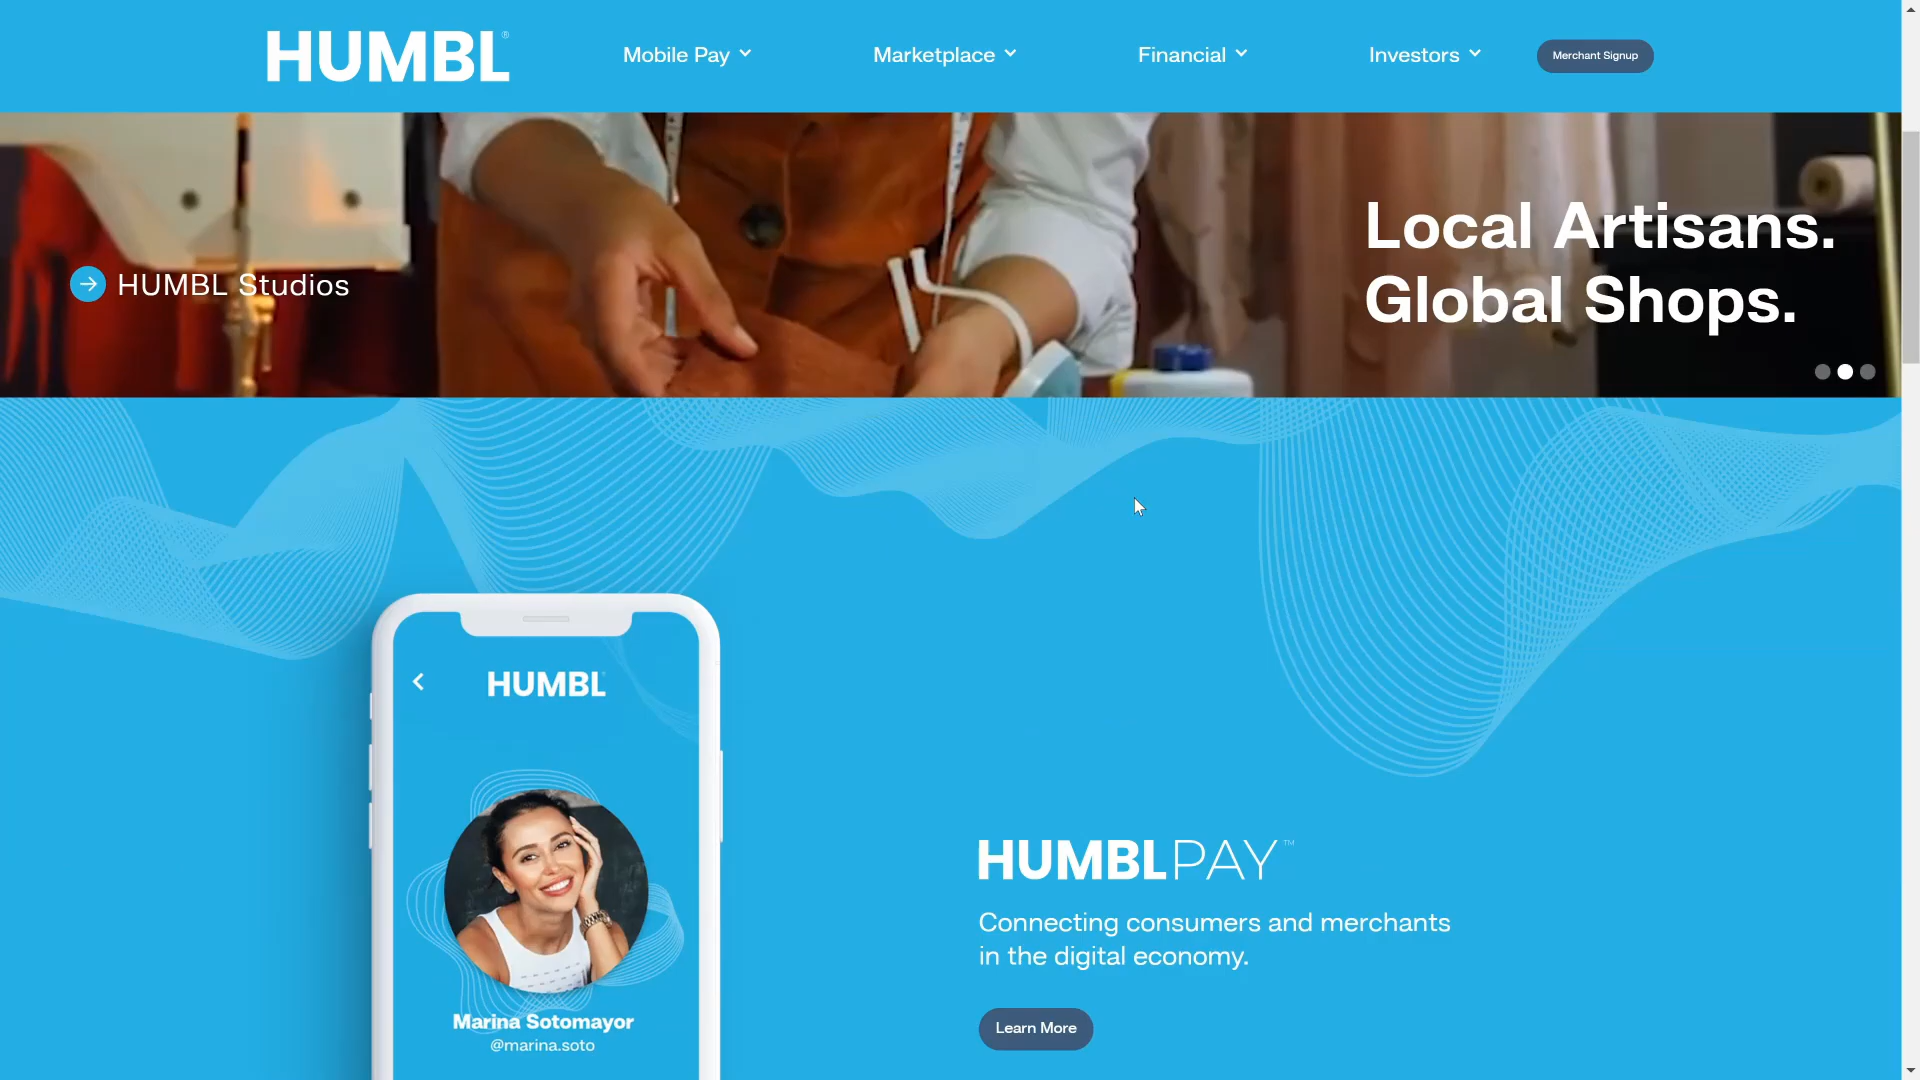 HUMBL®
Mobile Pay
Marketplace
Financial
Investors
Merchant Signup
HUMBL Studios
Local Artisans.
Global Shops.
HUMBL
Marina Sotomayor
@marina.soto
HUMBLPAY™
Connecting consumers and merchants
in the digital economy.
Learn More